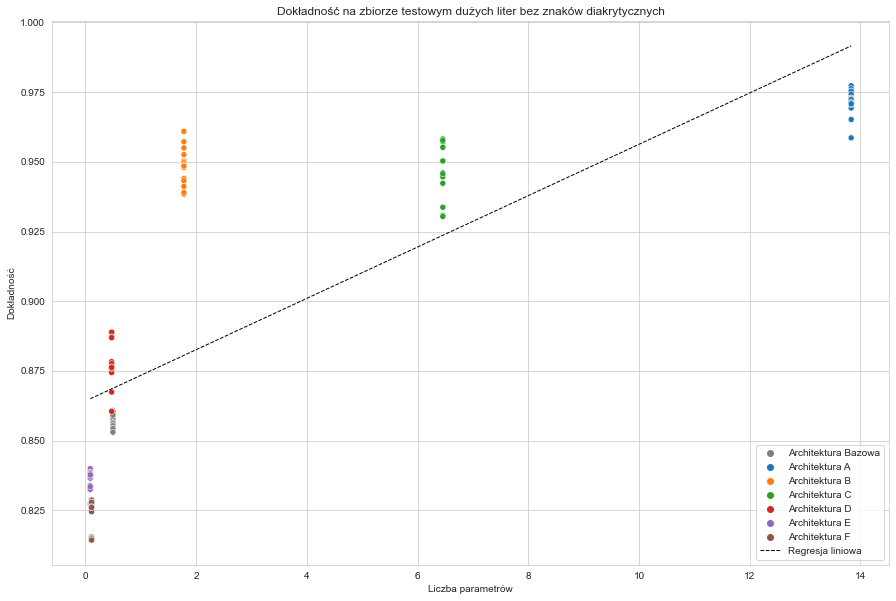 Dokładność na zbiorze testowym dużych liter bez znaków diakrytycznych
1.000
0.975
0.950
0.925
0.900
0.875
0.850
0.825
Dokładność
0
2
4
6
8
10
12
14
Liczba parametrów
Architektura Bazowa
Architektura A
Architektura B
Architektura C
Architektura D
Architektura E
Architektura F
Regresja liniowa